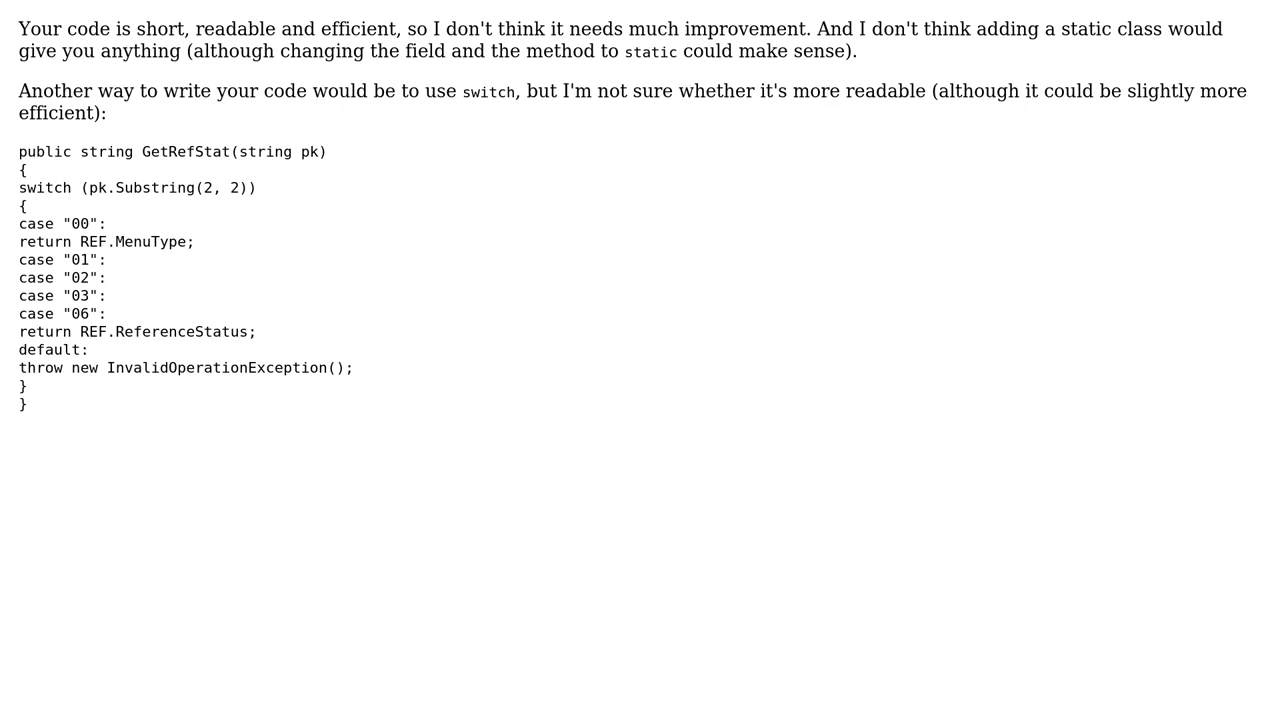 Your code is short, readable and efficient, so I don't think it needs much improvement. And I don't think adding a static class would
give you anything (although changing the field and the method to static could make sense).
Another way to write your code would be to use switch, but I'm not sure whether it's more readable (although it could be slightly more
efficient):
public string GetRefStat(string pk)
{
switch (pk.Substring(2, 2))
{
case "00":
return REF.MenuType;
case "01":
case "02":
case "03":
case "06":
return REF.ReferenceStatus;
default:
throw new InvalidOperationException();
}
}